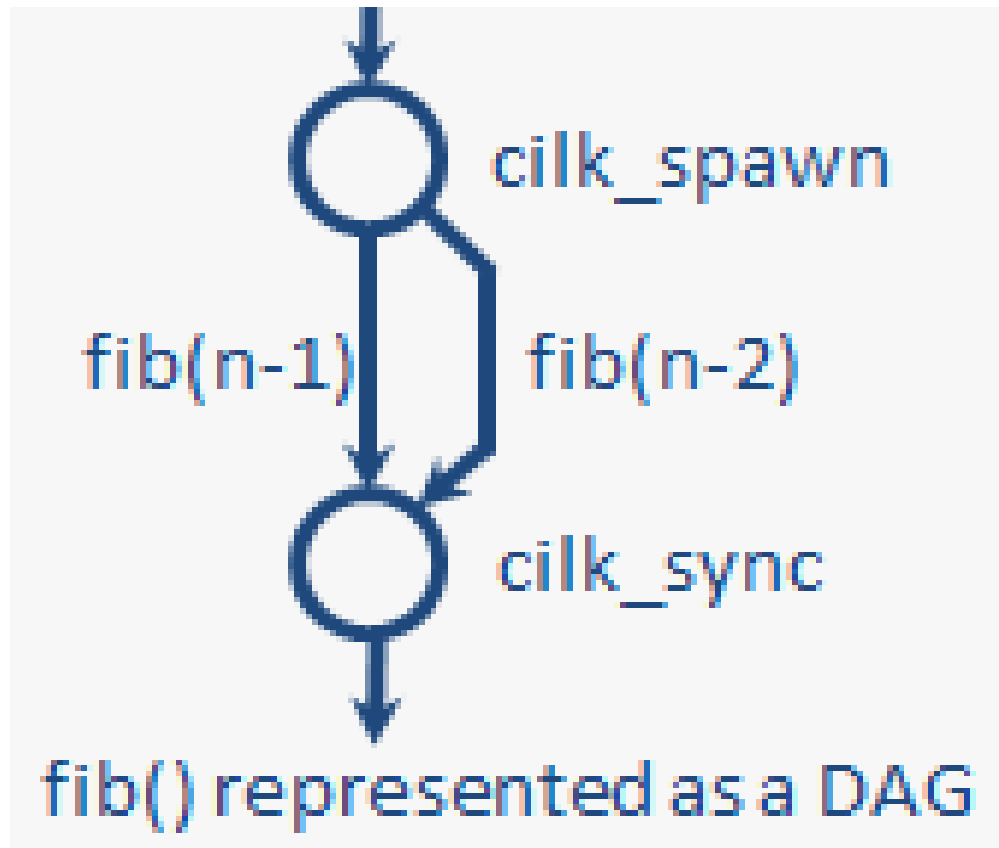 cilk_spawn
fib(n-1) fib(n-2)
cilk_sync
fib() represented as a DAG